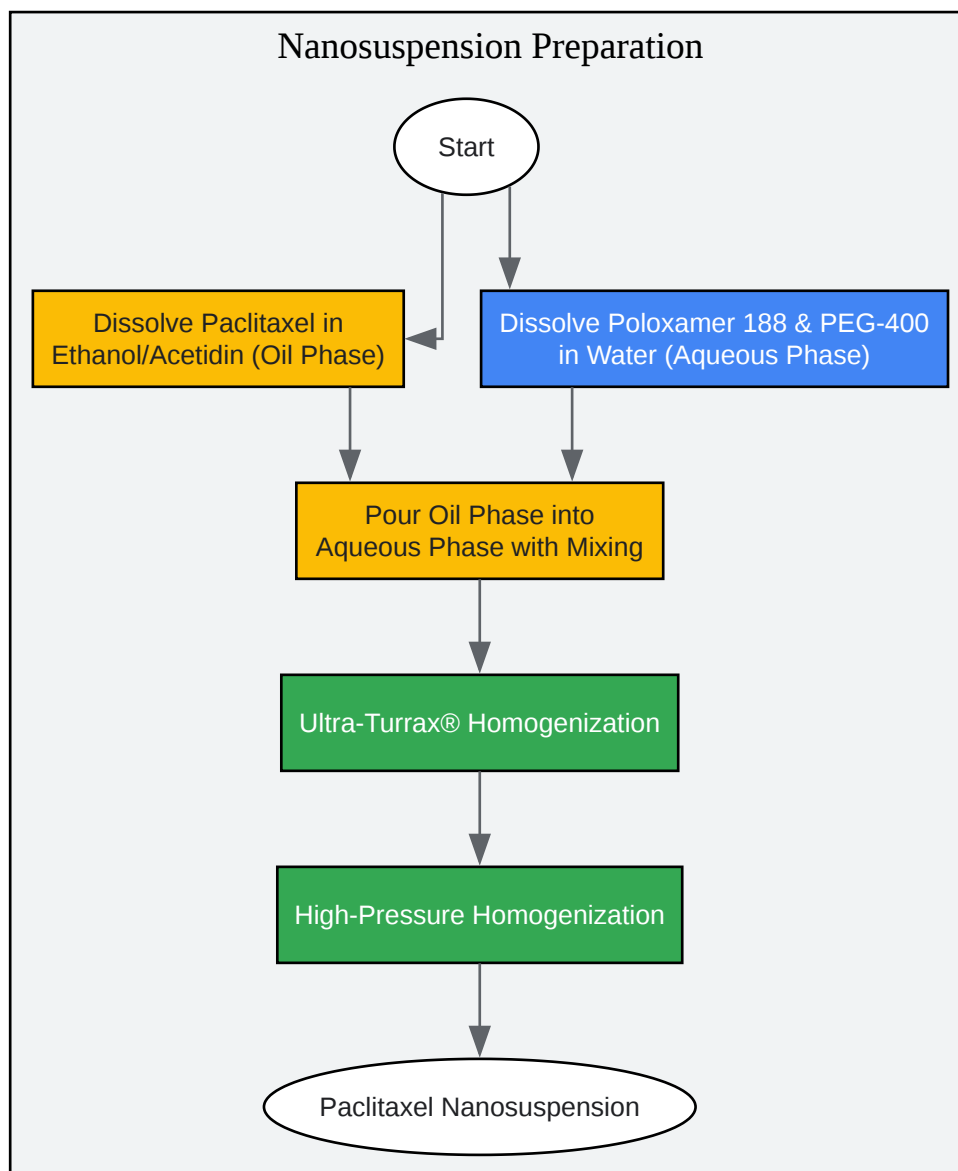 Nanosuspension Preparation
Start
Dissolve Paclitaxel in
Ethanol/Acetidin (Oil Phase)
Dissolve Poloxamer 188 & PEG-400
in Water (Aqueous Phase)
Pour Oil Phase into
Aqueous Phase with Mixing
Ultra-Turrax® Homogenization
High-Pressure Homogenization
Paclitaxel Nanosuspension